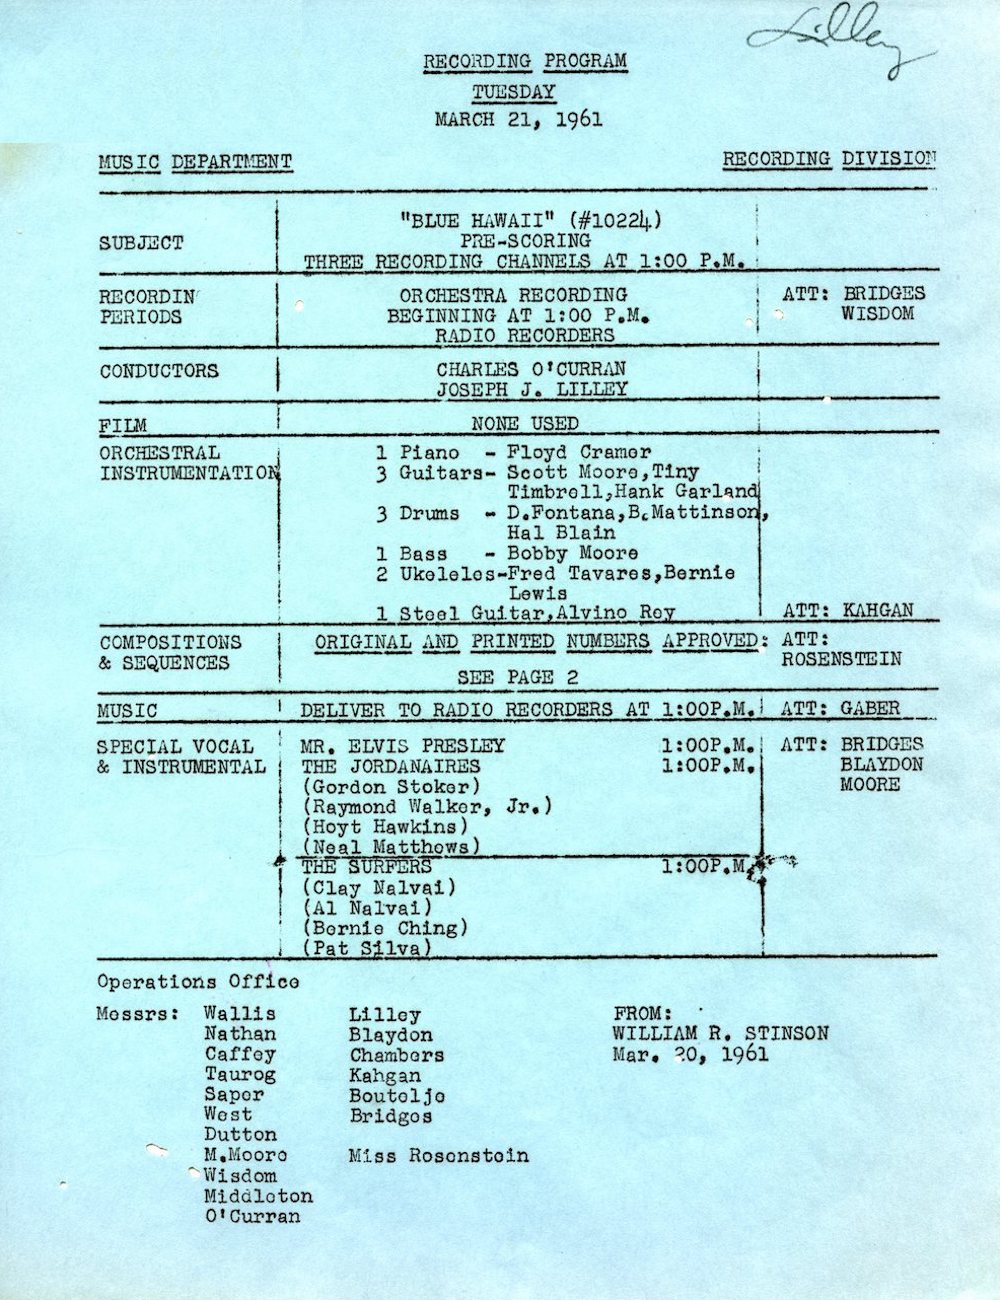 Lilley
RECORDING PROGRAM
TUESDAY
MARCH 21, 1961
MUSIC DEPARTMENT RECORDING DIVISION
SUBJECT
"BLUE HAWAII" (#10224)
PRE-SCORING
THREE RECORDING CHANNELS AT 1:00 P.M.
RECORDIN
PERIODS
ORCHESTRA RECORDING
BEGINNING AT 1:00 P.M.
RADIO RECORDERS
ATT: BRIDGES
WISDOM
CONDUCTORS
CHARLES O'CURRAN
JOSEPH J. LILLEY
FILM NONE USED
ORCHESTRAL
INSTRUMENTATION
1 Piano - Floyd Cramer
3 Guitars- Scott Moore,Tiny
Timbrell,Hank Garland
3 Drums - D.Fontana,B.Mattinson,
Hal Blain
1 Bass - Bobby Moore
2 Ukeleles-Fred Tavares,Bernie
Lewis
1 Steel Guitar,Alvino Rey
ATT: KAHGAN
COMPOSITIONS
& SEQUENCES
ORIGINAL AND PRINTED NUMBERS APPROVED:
SEE PAGE 2
ATT:
ROSENSTEIN
MUSIC DELIVER TO RADIO RECORDERS AT 1:00P.M. ATT: GABER
SPECIAL VOCAL
& INSTRUMENTAL
MR. ELVIS PRESLEY 1:00P.M.
THE JORDANAIRES 1:00P.M.
(Gordon Stoker)
(Raymond Walker, Jr.)
(Hoyt Hawkins)
(Neal Matthews)
THE SURFERS 1:00P.M.
(Clay Nalvai)
(Al Nalvai)
(Bernie Ching)
(Pat Silva)
ATT: BRIDGES
BLAYDON
MOORE
Operations Office
Messrs: Wallis
Nathan
Caffey
Taurog
Saper
West
Dutton
M.Moore
Wisdom
Middleton
O'Curran
Lilley
Blaydon
Chambers
Kahgan
Boutelje
Bridges
Miss Rosenstein
FROM:
WILLIAM R. STINSON
Mar. 20, 1961